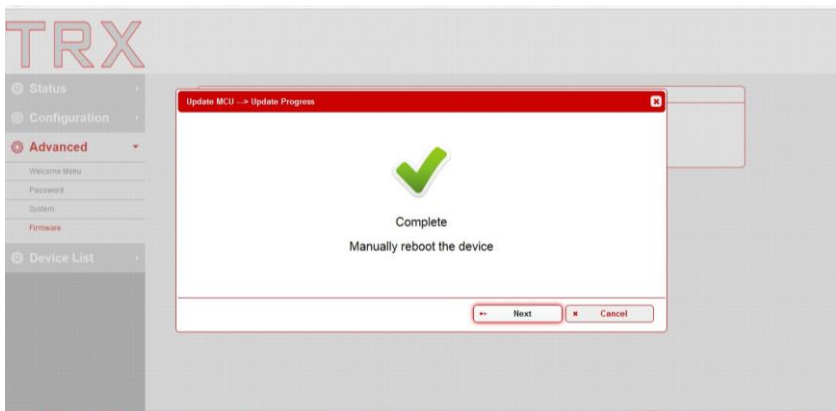 TRX
Status
Configuration
Advanced
Welcome Menu
Password
System
Firmware
Device List
Update MCU ---> Update Progress
Complete
Manually reboot the device
Next
Cancel